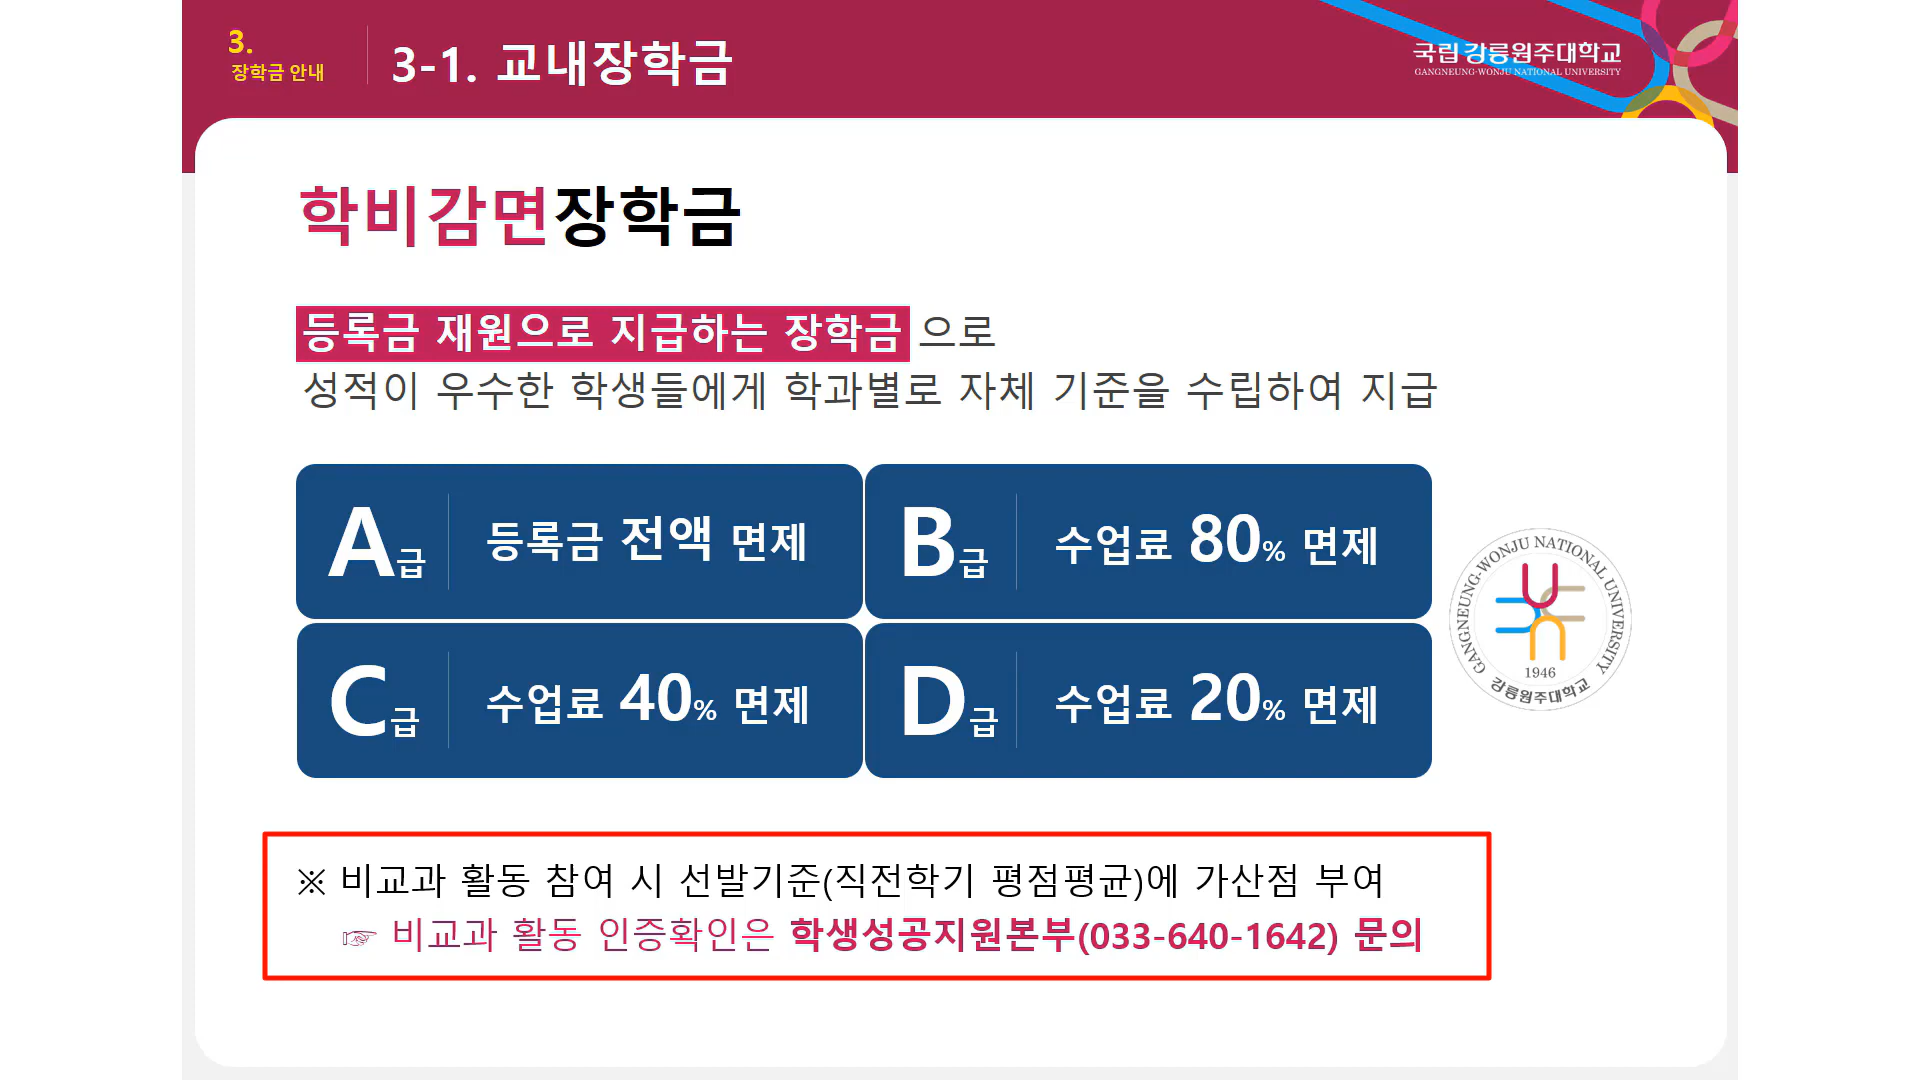 3.
장학금 안내
3-1. 교내장학금
국립강릉원주대학교
GANGNEUNG-WONJU NATIONAL UNIVERSITY
학비감면장학금
등록금 재원으로 지급하는 장학금 으로
성적이 우수한 학생들에게 학과별로 자체 기준을 수립하여 지급
A급 등록금 전액 면제
B급 수업료 80% 면제
C급 수업료 40% 면제
D급 수업료 20% 면제
GANGNEUNG-WONJU NATIONAL UNIVERSITY
1946
강릉원주대학교
※ 비교과 활동 참여 시 선발기준(직전학기 평점평균)에 가산점 부여
☞ 비교과 활동 인증확인은 학생성공지원본부(033-640-1642) 문의